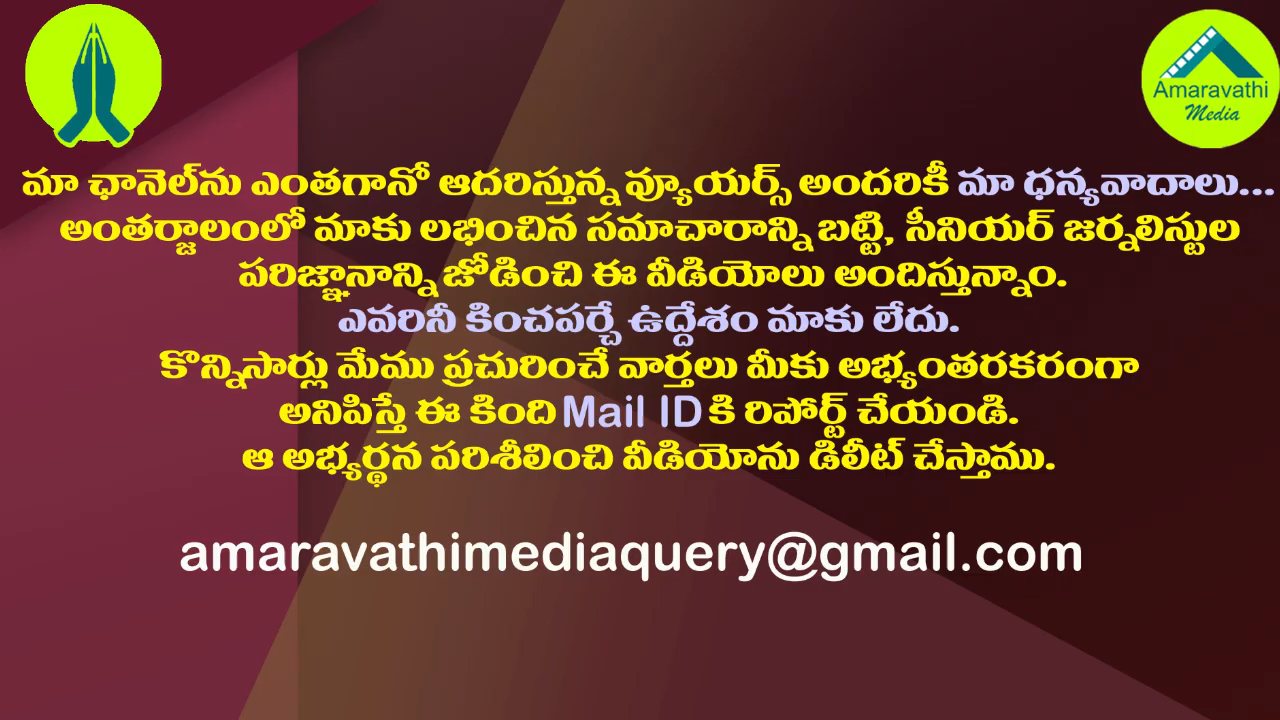 Amaravathi
Media
మా ఛానెల్‌ను ఎంతగానో ఆదరిస్తున్న వ్యూయర్స్ అందరికీ మా ధన్యవాదాలు...
అంతర్జాలంలో మాకు లభించిన సమాచారాన్ని బట్టి, సీనియర్ జర్నలిస్టుల
పరిజ్ఞానాన్ని జోడించి ఈ వీడియోలు అందిస్తున్నాం.
ఎవరినీ కించపర్చే ఉద్దేశం మాకు లేదు.
కొన్నిసార్లు మేము ప్రచురించే వార్తలు మీకు అభ్యంతరకరంగా
అనిపిస్తే ఈ కింది Mail ID కి రిపోర్ట్ చేయండి.
ఆ అభ్యర్థన పరిశీలించి వీడియోను డిలీట్ చేస్తాము.
amaravathimediaquery@gmail.com